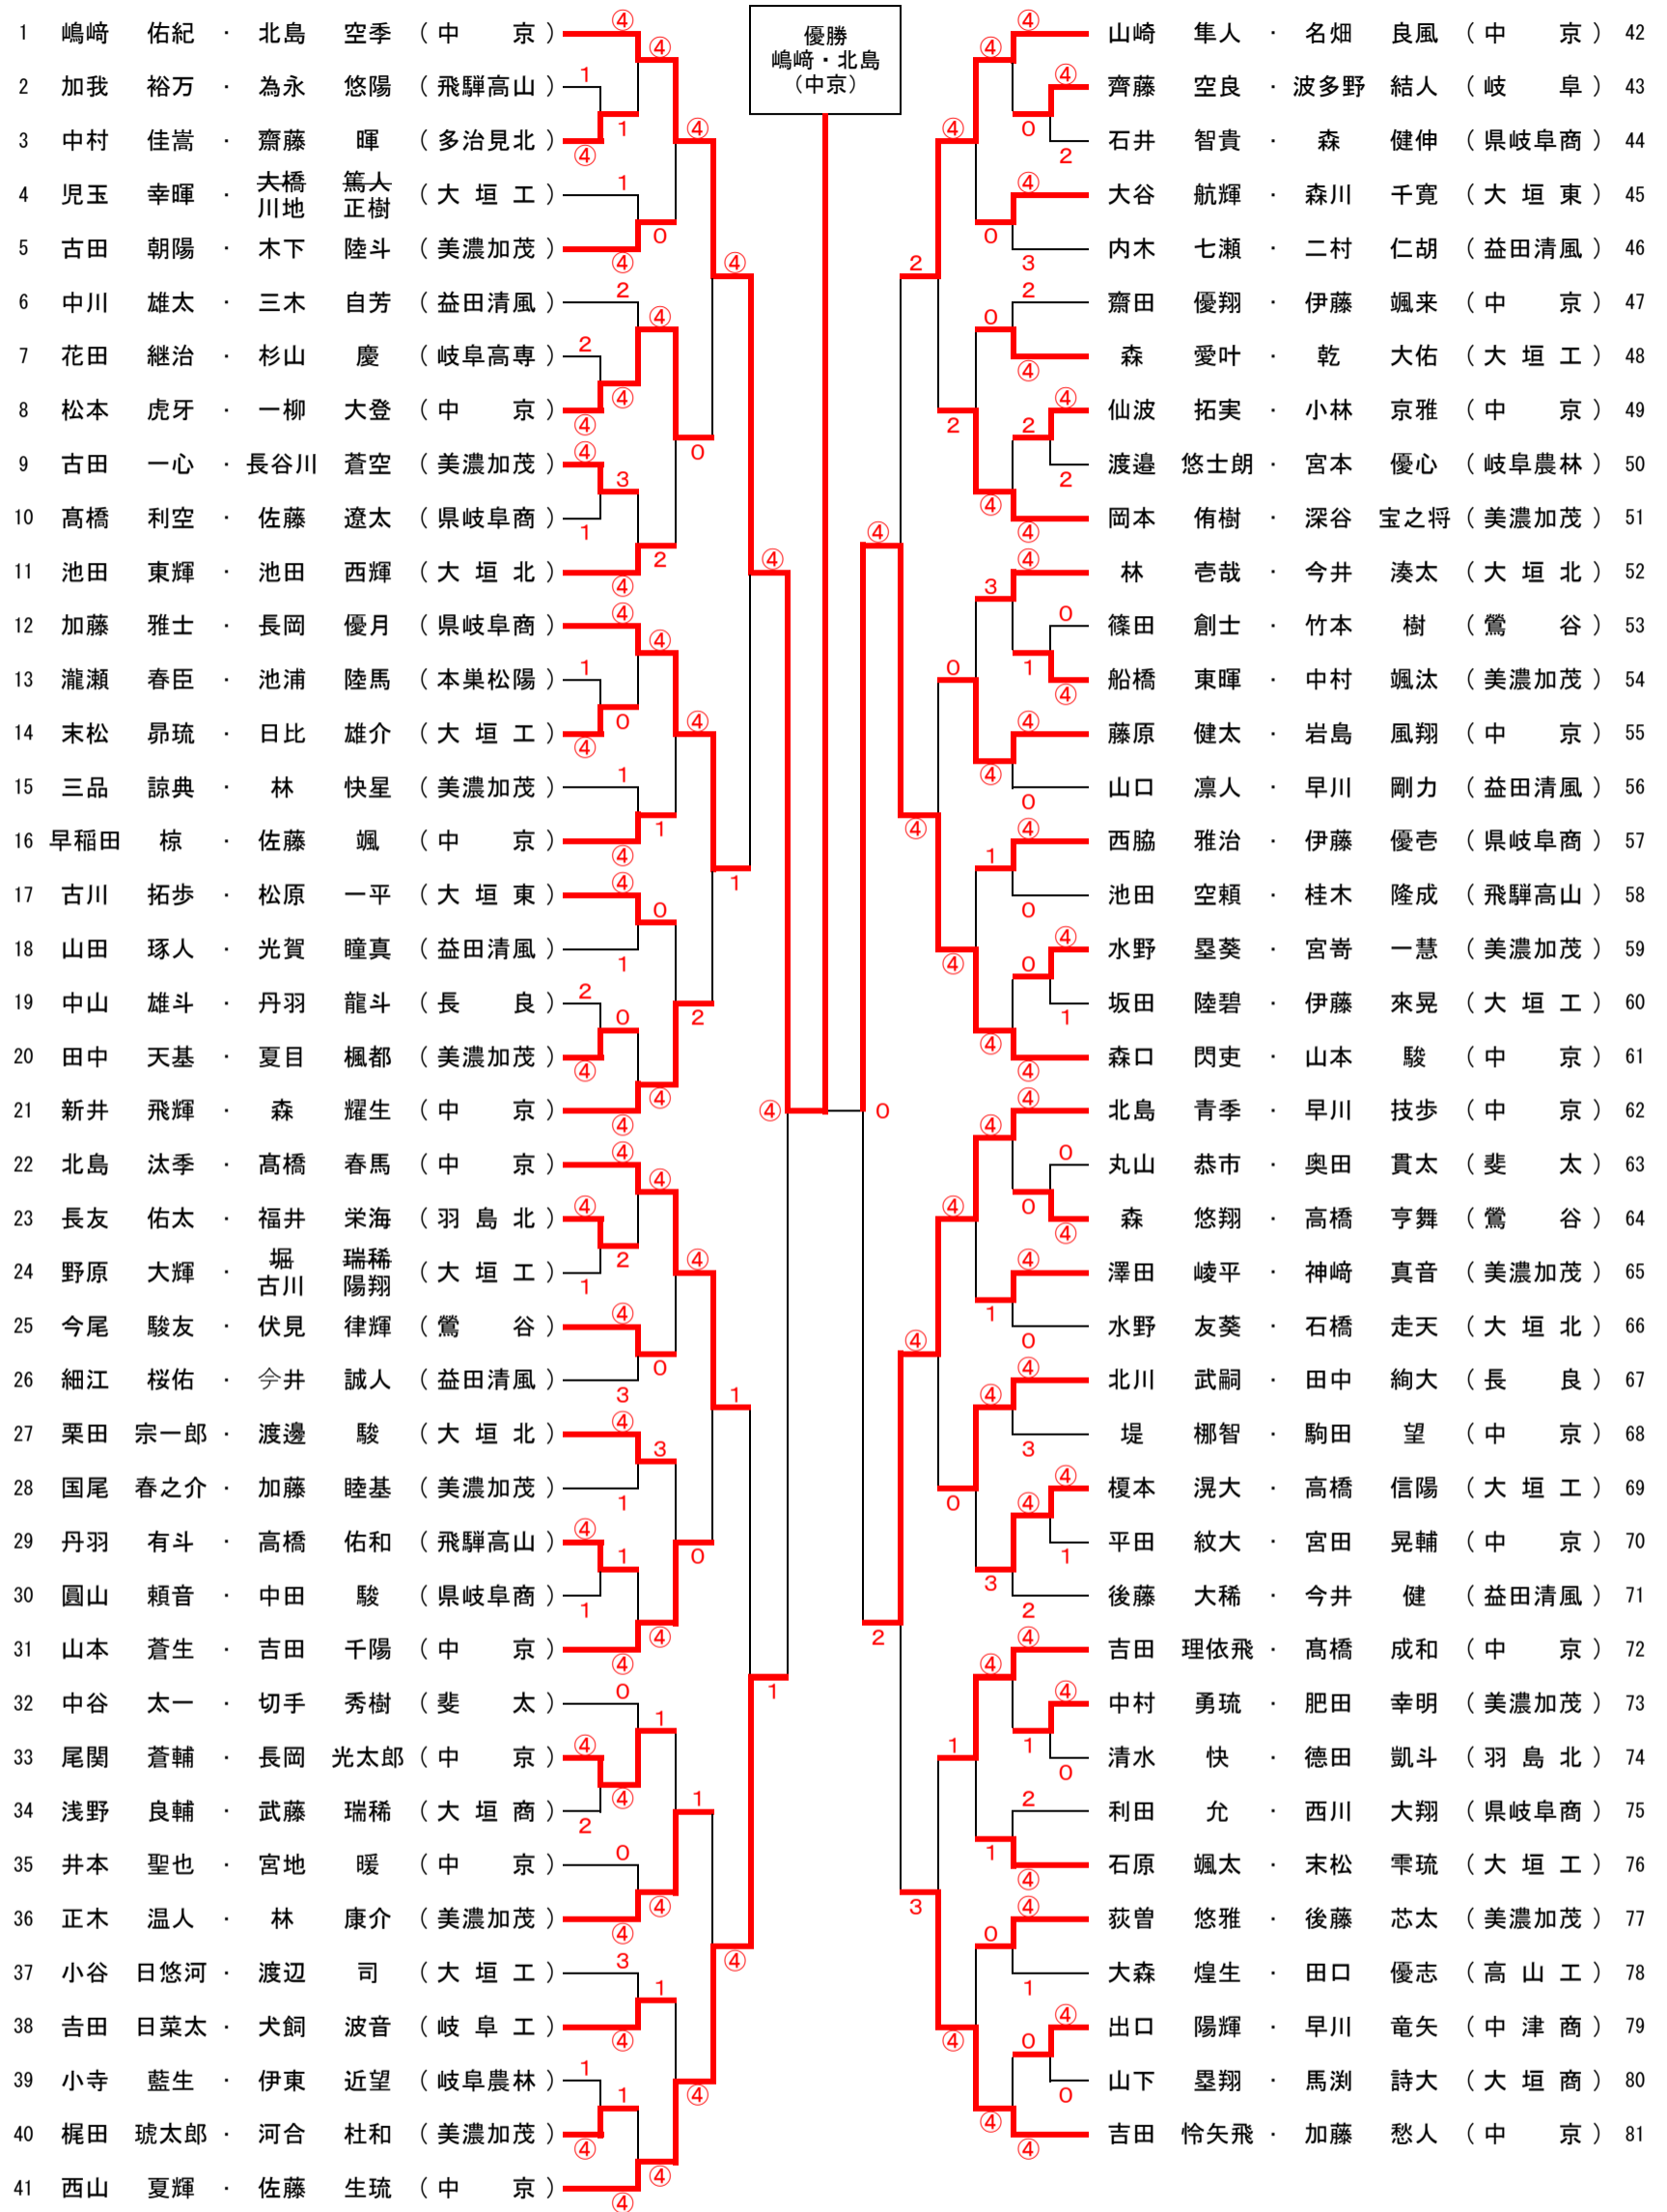 優勝
嶋﨑・北島
（中京）
1 嶋﨑 佑紀 ・ 北島 空季 （中 京）
2 加我 裕万 ・ 為永 悠陽 （飛騨高山）
3 中村 佳嵩 ・ 齋藤 暉 （多治見北）
4 児玉 幸暉 ・ 大橋 篤人 （大垣工）
川地 正樹
5 古田 朝陽 ・ 木下 陸斗 （美濃加茂）
6 中川 雄太 ・ 三木 自芳 （益田清風）
7 花田 継治 ・ 杉山 慶 （岐阜高専）
8 松本 虎牙 ・ 一柳 大登 （中 京）
9 古田 一心 ・ 長谷川 蒼空 （美濃加茂）
10 髙橋 利空 ・ 佐藤 遼太 （県岐阜商）
11 池田 東輝 ・ 池田 西輝 （大垣北）
12 加藤 雅士 ・ 長岡 優月 （県岐阜商）
13 瀧瀬 春臣 ・ 池浦 陸馬 （本巣松陽）
14 末松 昴琉 ・ 日比 雄介 （大垣工）
15 三品 諒典 ・ 林 快星 （美濃加茂）
16 早稲田 椋 ・ 佐藤 颯 （中 京）
17 古川 拓歩 ・ 松原 一平 （大垣東）
18 山田 琢人 ・ 光賀 瞳真 （益田清風）
19 中山 雄斗 ・ 丹羽 龍斗 （長 良）
20 田中 天基 ・ 夏目 楓都 （美濃加茂）
21 新井 飛輝 ・ 森 耀生 （中 京）
22 北島 汰季 ・ 髙橋 春馬 （中 京）
23 長友 佑太 ・ 福井 栄海 （羽島北）
24 野原 大輝 ・ 堀 瑞稀 （大垣工）
古川 陽翔
25 今尾 駿友 ・ 伏見 律輝 （鶯 谷）
26 細江 桜佑 ・ 今井 誠人 （益田清風）
27 栗田 宗一郎 ・ 渡邊 駿 （大垣北）
28 国尾 春之介 ・ 加藤 睦基 （美濃加茂）
29 丹羽 有斗 ・ 高橋 佑和 （飛騨高山）
30 圓山 頼音 ・ 中田 駿 （県岐阜商）
31 山本 蒼生 ・ 吉田 千陽 （中 京）
32 中谷 太一 ・ 切手 秀樹 （斐 太）
33 尾関 蒼輔 ・ 長岡 光太郎 （中 京）
34 浅野 良輔 ・ 武藤 瑞稀 （大垣商）
35 井本 聖也 ・ 宮地 暖 （中 京）
36 正木 温人 ・ 林 康介 （美濃加茂）
37 小谷 日悠河 ・ 渡辺 司 （大垣工）
38 吉田 日菜太 ・ 犬飼 波音 （岐阜工）
39 小寺 藍生 ・ 伊東 近望 （岐阜農林）
40 梶田 琥太郎 ・ 河合 杜和 （美濃加茂）
41 西山 夏輝 ・ 佐藤 生琉 （中 京）
山崎 隼人 ・ 名畑 良風 （中 京） 42
齊藤 空良 ・ 波多野 結人 （岐 阜） 43
石井 智貴 ・ 森 健伸 （県岐阜商） 44
大谷 航輝 ・ 森川 千寛 （大垣東） 45
内木 七瀬 ・ 二村 仁胡 （益田清風） 46
齋田 優翔 ・ 伊藤 颯来 （中 京） 47
森 愛叶 ・ 乾 大佑 （大垣工） 48
仙波 拓実 ・ 小林 京雅 （中 京） 49
渡邉 悠士朗 ・ 宮本 優心 （岐阜農林） 50
岡本 侑樹 ・ 深谷 宝之将 （美濃加茂） 51
林 壱哉 ・ 今井 湊太 （大垣北） 52
篠田 創士 ・ 竹本 樹 （鶯 谷） 53
船橋 東暉 ・ 中村 颯汰 （美濃加茂） 54
藤原 健太 ・ 岩島 風翔 （中 京） 55
山口 凛人 ・ 早川 剛力 （益田清風） 56
西脇 雅治 ・ 伊藤 優壱 （県岐阜商） 57
池田 空頼 ・ 桂木 隆成 （飛騨高山） 58
水野 塁葵 ・ 宮嵜 一慧 （美濃加茂） 59
坂田 陸碧 ・ 伊藤 來晃 （大垣工） 60
森口 閃吏 ・ 山本 駿 （中 京） 61
北島 青季 ・ 早川 技歩 （中 京） 62
丸山 恭市 ・ 奥田 貫太 （斐 太） 63
森 悠翔 ・ 高橋 亨舞 （鶯 谷） 64
澤田 崚平 ・ 神﨑 真音 （美濃加茂） 65
水野 友葵 ・ 石橋 走天 （大垣北） 66
北川 武嗣 ・ 田中 絢大 （長 良） 67
堤 梛智 ・ 駒田 望 （中 京） 68
榎本 滉大 ・ 高橋 信陽 （大垣工） 69
平田 紋大 ・ 宮田 晃輔 （中 京） 70
後藤 大稀 ・ 今井 健 （益田清風） 71
吉田 理依飛 ・ 髙橋 成和 （中 京） 72
中村 勇琉 ・ 肥田 幸明 （美濃加茂） 73
清水 快 ・ 德田 凱斗 （羽島北） 74
利田 允 ・ 西川 大翔 （県岐阜商） 75
石原 颯太 ・ 末松 雫琉 （大垣工） 76
荻曽 悠雅 ・ 後藤 芯太 （美濃加茂） 77
大森 煌生 ・ 田口 優志 （高山工） 78
出口 陽輝 ・ 早川 竜矢 （中津商） 79
山下 塁翔 ・ 馬渕 詩大 （大垣商） 80
吉田 怜矢飛 ・ 加藤 愁人 （中 京） 81